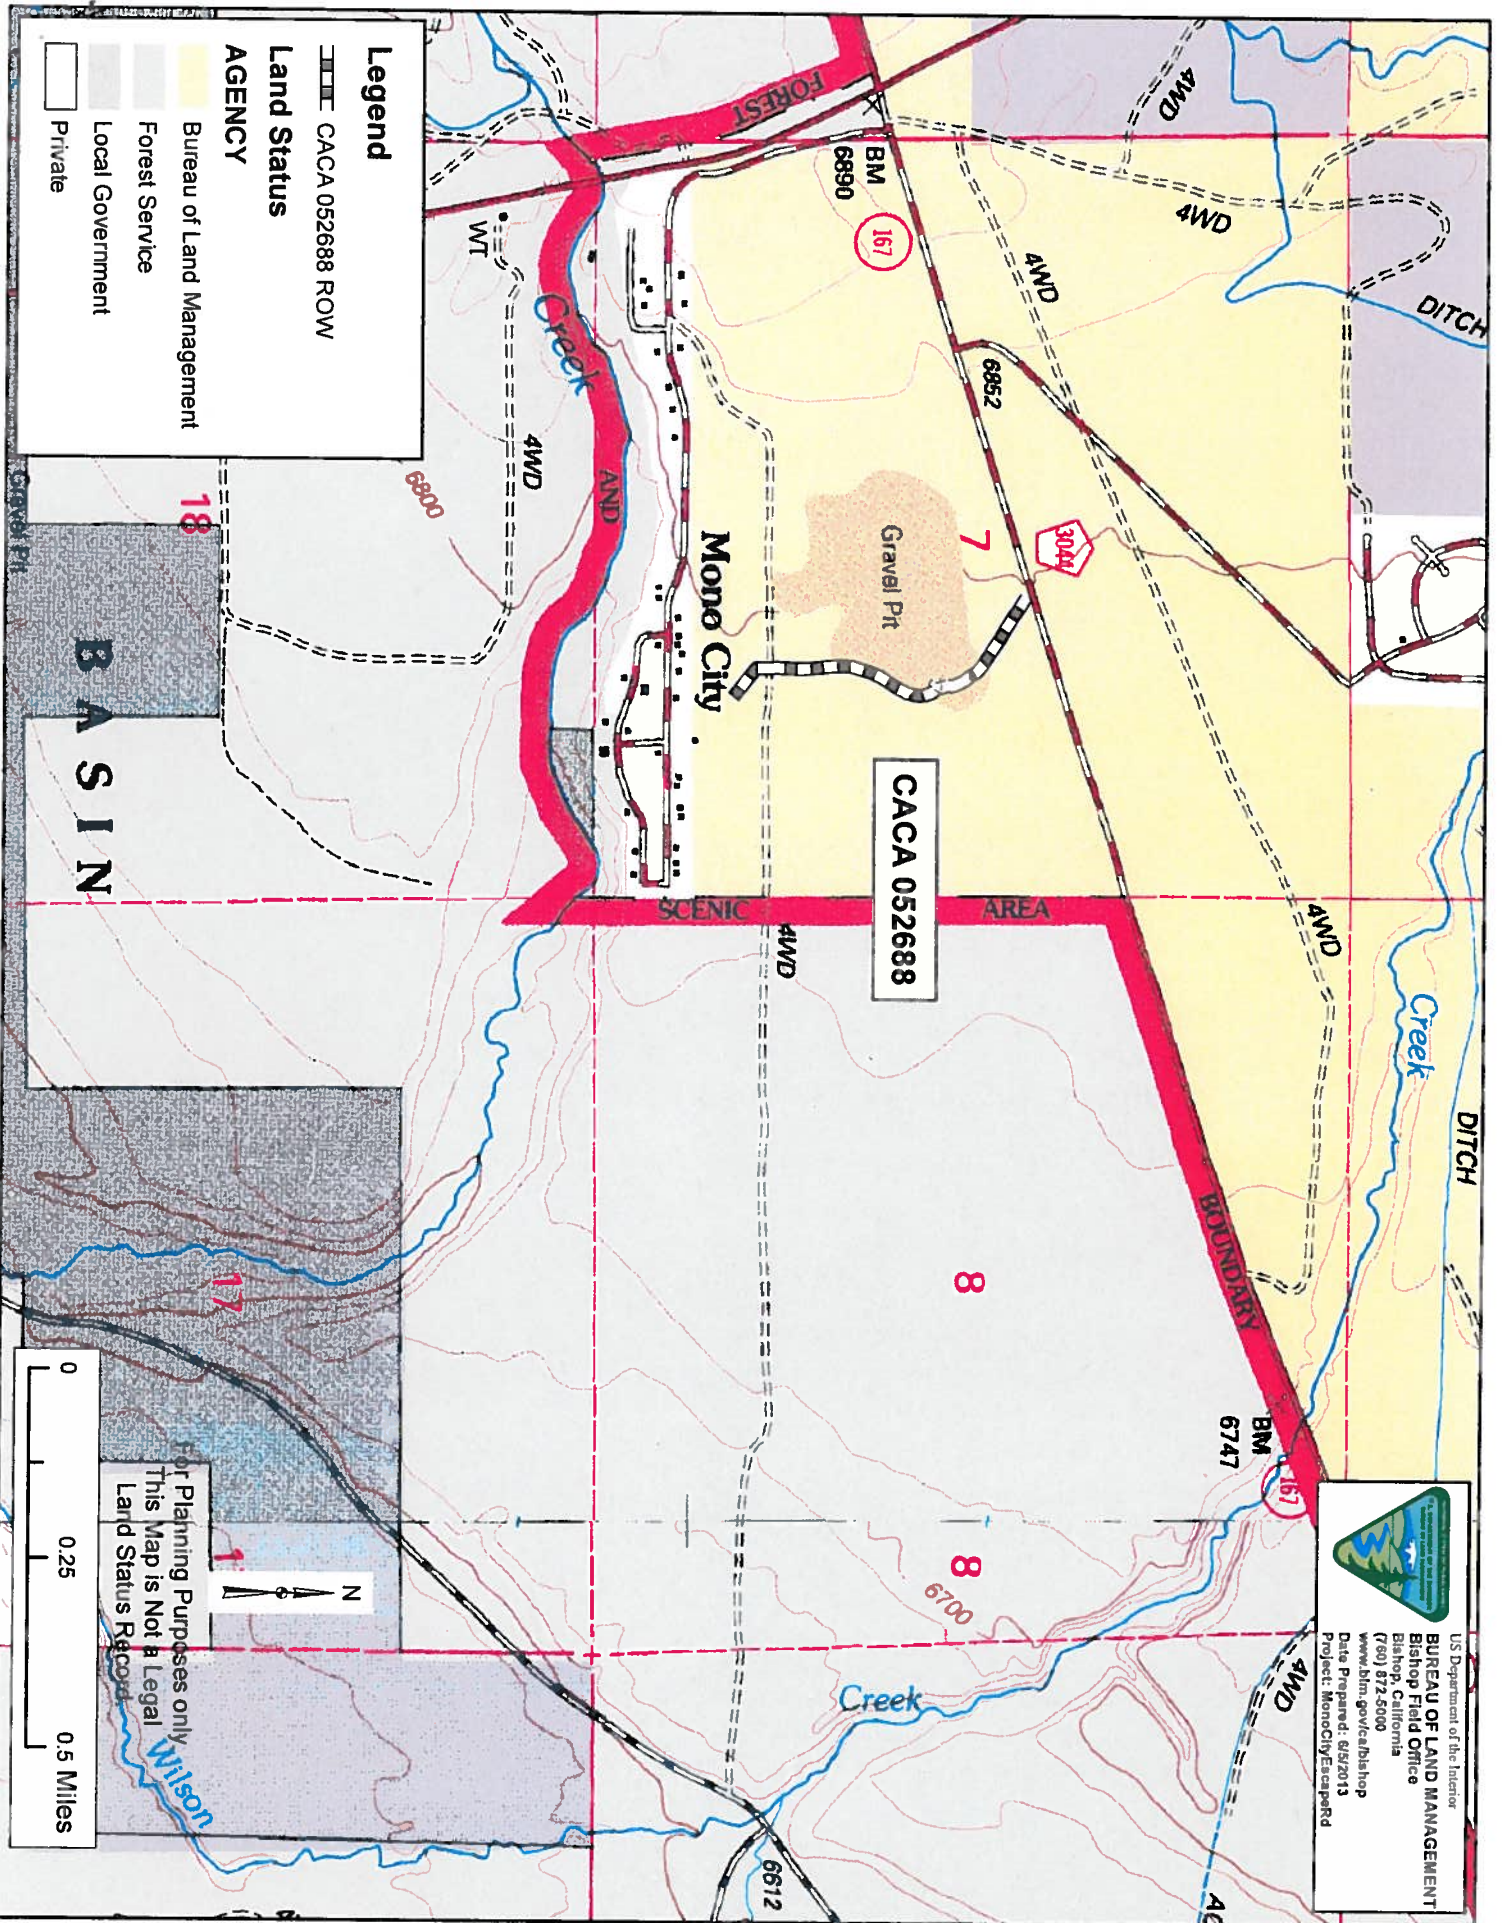 US Department of the Interior
BUREAU OF LAND MANAGEMENT
Bishop Field Office
Bishop, California
(760) 872-5000
www.blm.gov/ca/bishop
Date Prepared: 6/5/2013
Project: MonoCityEscapeRd
Legend
CACA 052688 ROW
Land Status
AGENCY
Bureau of Land Management
Forest Service
Local Government
Private
DITCH
DITCH
Creek
4WD
4WD
4WD
4WD
4WD
3044
6852
167
BM
6890
7
Gravel Pit
CACA 052688
Mono City
FOREST
AND
SCENIC
AREA
BOUNDARY
BM
6747
167
8
8
6700
4WD
4WD
Creek
Creek
WT
6800
18
17
BASIN
Gravel Pit
6612
Wilson
N
For Planning Purposes only
This Map is Not a Legal
Land Status Record
0 0.25 0.5 Miles